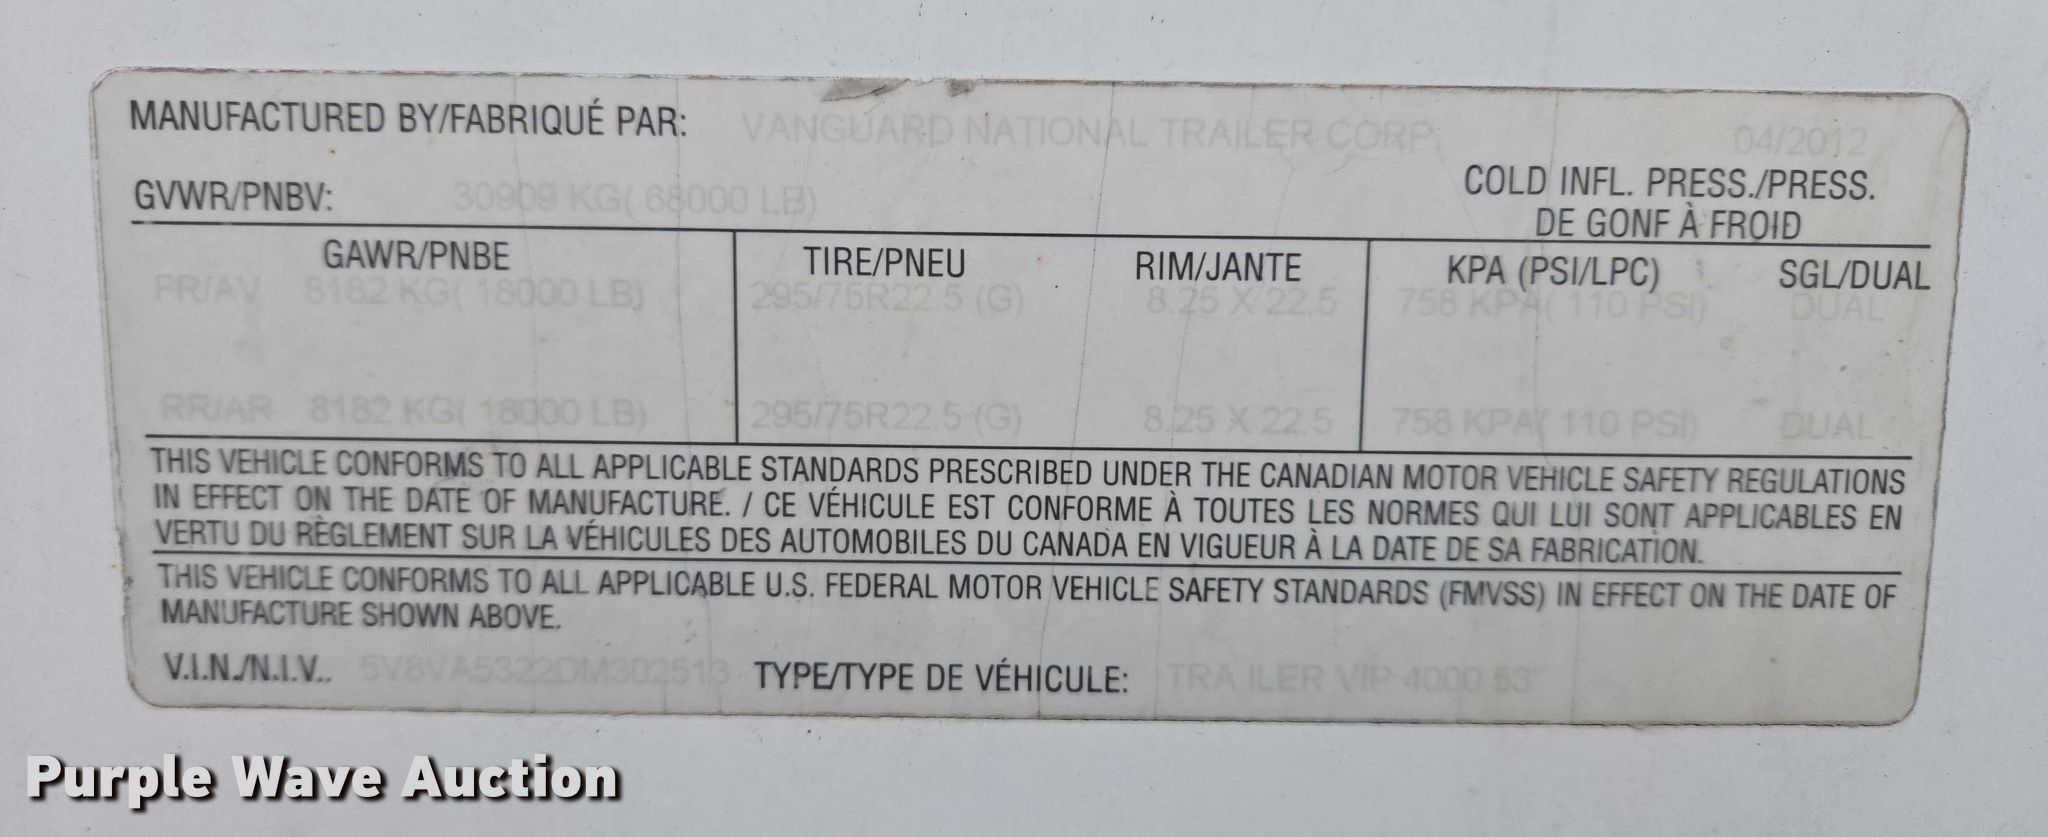 MANUFACTURED BY/FABRIQUÉ PAR: VANGUARD NATIONAL TRAILER CORP. 04/2012
GVWR/PNBV: 30909 KG( 68000 LB) COLD INFL. PRESS./PRESS.
DE GONF À FROID
GAWR/PNBE TIRE/PNEU RIM/JANTE KPA (PSI/LPC) SGL/DUAL
FR/AV 8182 KG( 18000 LB) 295/75R22.5 (G) 8.25 X 22.5 758 KPA( 110 PSI) DUAL
RR/AR 8182 KG( 18000 LB) 295/75R22.5 (G) 8.25 X 22.5 758 KPA( 110 PSI) DUAL
THIS VEHICLE CONFORMS TO ALL APPLICABLE STANDARDS PRESCRIBED UNDER THE CANADIAN MOTOR VEHICLE SAFETY REGULATIONS
IN EFFECT ON THE DATE OF MANUFACTURE. / CE VÉHICULE EST CONFORME À TOUTES LES NORMES QUI LUI SONT APPLICABLES EN
VERTU DU RÈGLEMENT SUR LA VÉHICULES DES AUTOMOBILES DU CANADA EN VIGUEUR À LA DATE DE SA FABRICATION.
THIS VEHICLE CONFORMS TO ALL APPLICABLE U.S. FEDERAL MOTOR VEHICLE SAFETY STANDARDS (FMVSS) IN EFFECT ON THE DATE OF
MANUFACTURE SHOWN ABOVE.
V.I.N./N.I.V.. 5V8VA5322DM302513 TYPE/TYPE DE VÉHICULE: TRAILER VIP 4000 53'
Purple Wave Auction